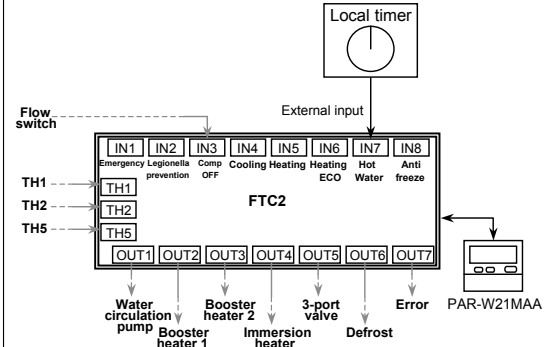 Local timer
External input
Flow
switch
IN1 IN2 IN3 IN4 IN5 IN6 IN7 IN8
Emergency Legionella prevention Comp OFF Cooling Heating Heating ECO Hot Water Anti freeze
TH1 TH1
TH2 TH2
TH5 TH5
FTC2
OUT1 OUT2 OUT3 OUT4 OUT5 OUT6 OUT7
Water
circulation
pump
Booster
heater 1
Booster
heater 2
Immersion
heater
3-port
valve
Defrost
Error
PAR-W21MAA